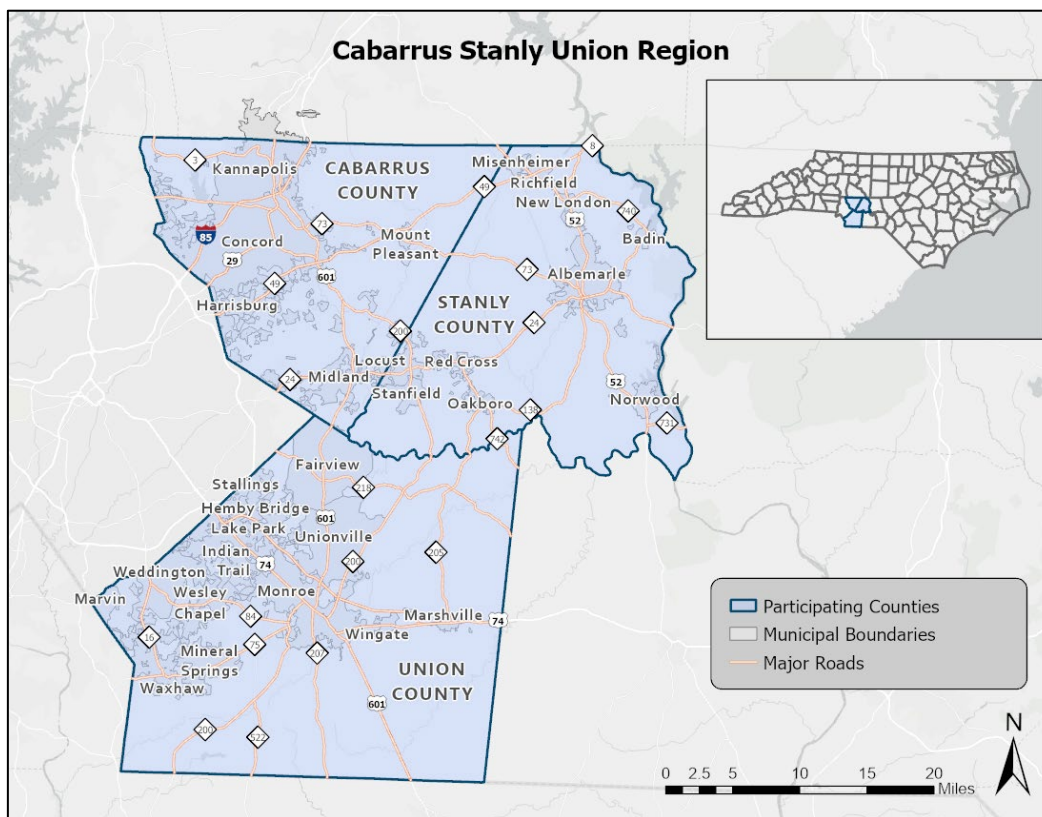 Cabarrus Stanly Union Region
8
3
Kannapolis
CABARRUS
COUNTY
Misenheimer
49
Richfield
New London
740
52
73
85
Concord
29
Mount
Pleasant
Badin
601
73
Albemarle
49
Harrisburg
STANLY
COUNTY
24
200
Locust
Red Cross
24
Midland
Stanfield
52
Norwood
Oakboro
138
731
742
Fairview
218
Stallings
Hemby Bridge
601
Lake Park
Unionville
Indian
Trail
74
200
205
Weddington
Wesley
Chapel
Marvin
Monroe
84
Marshville
74
16
75
Wingate
Mineral
Springs
207
Waxhaw
UNION
COUNTY
601
200
522
Participating Counties
Municipal Boundaries
Major Roads
N
0 2.5 5 10 15 20
Miles